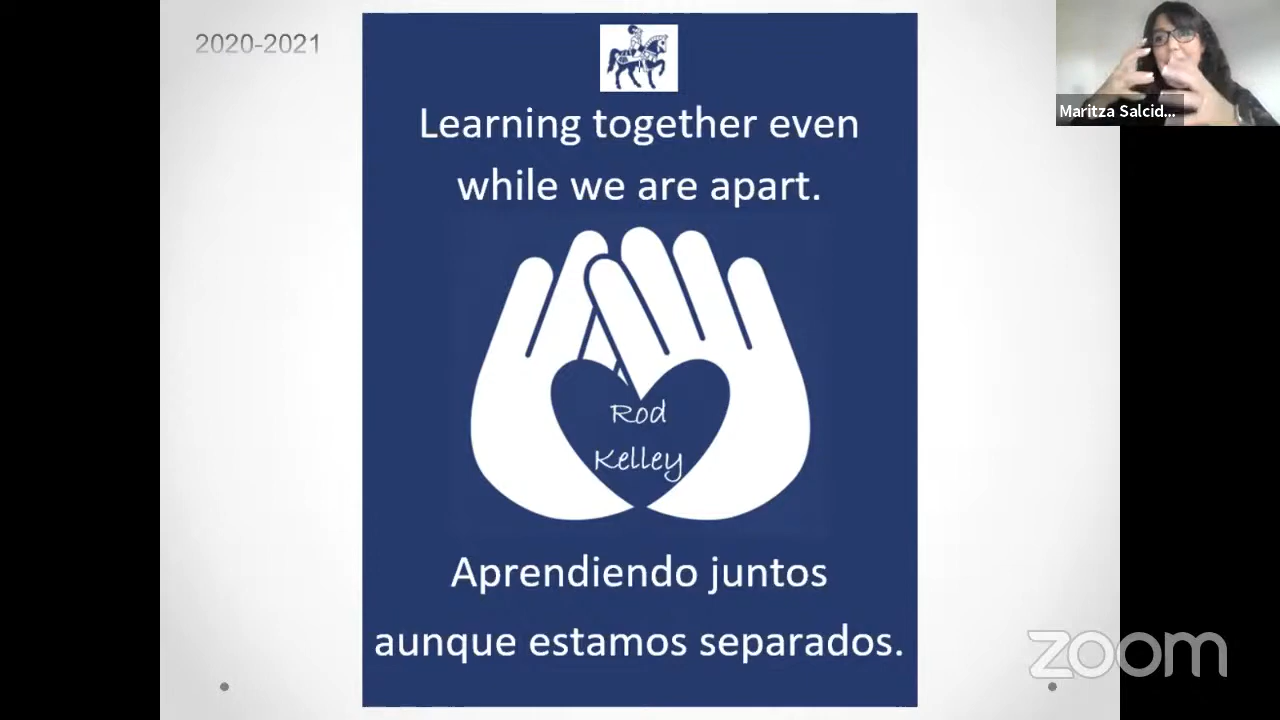 2020-2021
Maritza Salcid...
Learning together even
while we are apart.
Rod
Kelley
Aprendiendo juntos
aunque estamos separados.
zoom